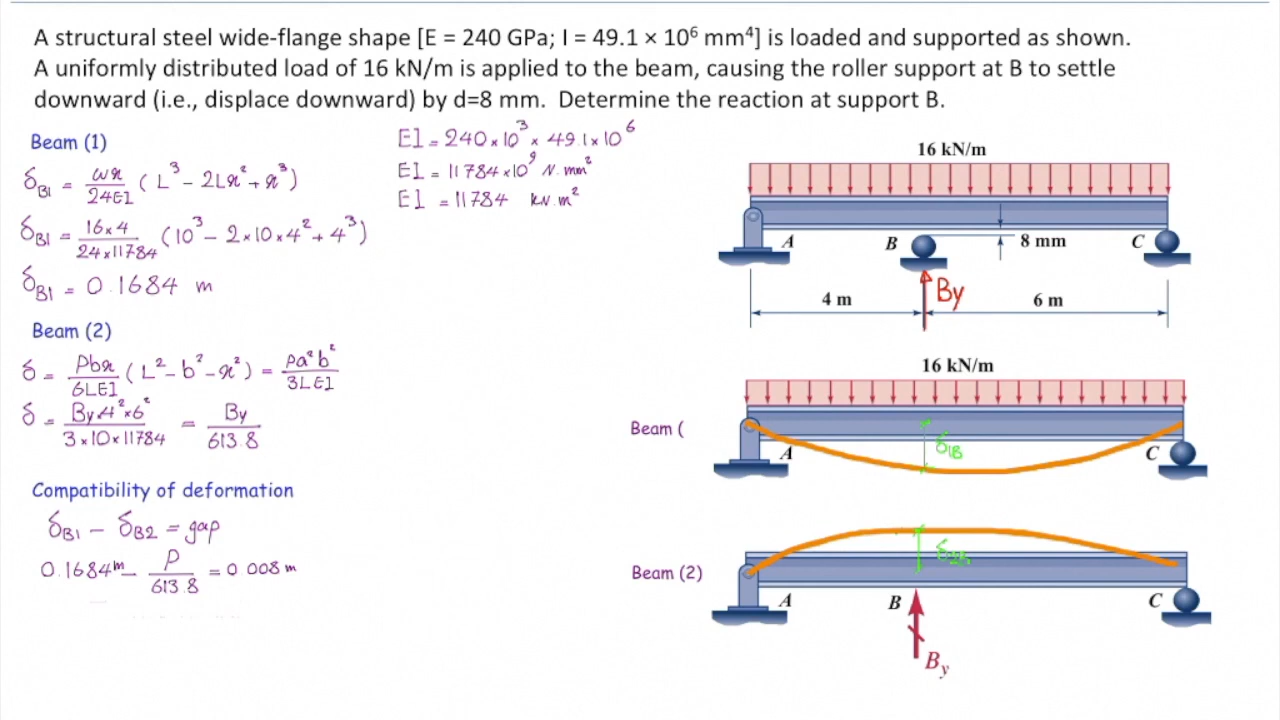 A structural steel wide-flange shape [E = 240 GPa; I = 49.1 × 10⁶ mm⁴] is loaded and supported as shown.
A uniformly distributed load of 16 kN/m is applied to the beam, causing the roller support at B to settle
downward (i.e., displace downward) by d=8 mm. Determine the reaction at support B.
Beam (1)
δB1 = ωx/24EI (L³ - 2Lx² + x³)
δB1 = 16×4/24×11784 (10³ - 2×10×4² + 4³)
δB1 = 0.1684 m
Beam (2)
δ = Pbx/6LEI (L² - b² - x²) = Pa²b²/3LEI
δ = By4²×6²/3×10×11784 = By/613.8
Compatibility of deformation
δB1 - δB2 = gap
0.1684m - P/613.8 = 0.008 m
EI = 240×10³ × 49.1×10⁶
EI = 11784×10⁹ N.mm²
EI = 11784 kN.m²
16 kN/m
A B 8 mm C
4 m By 6 m
16 kN/m
Beam (
A δ1B C
Beam (2)
A B C
By